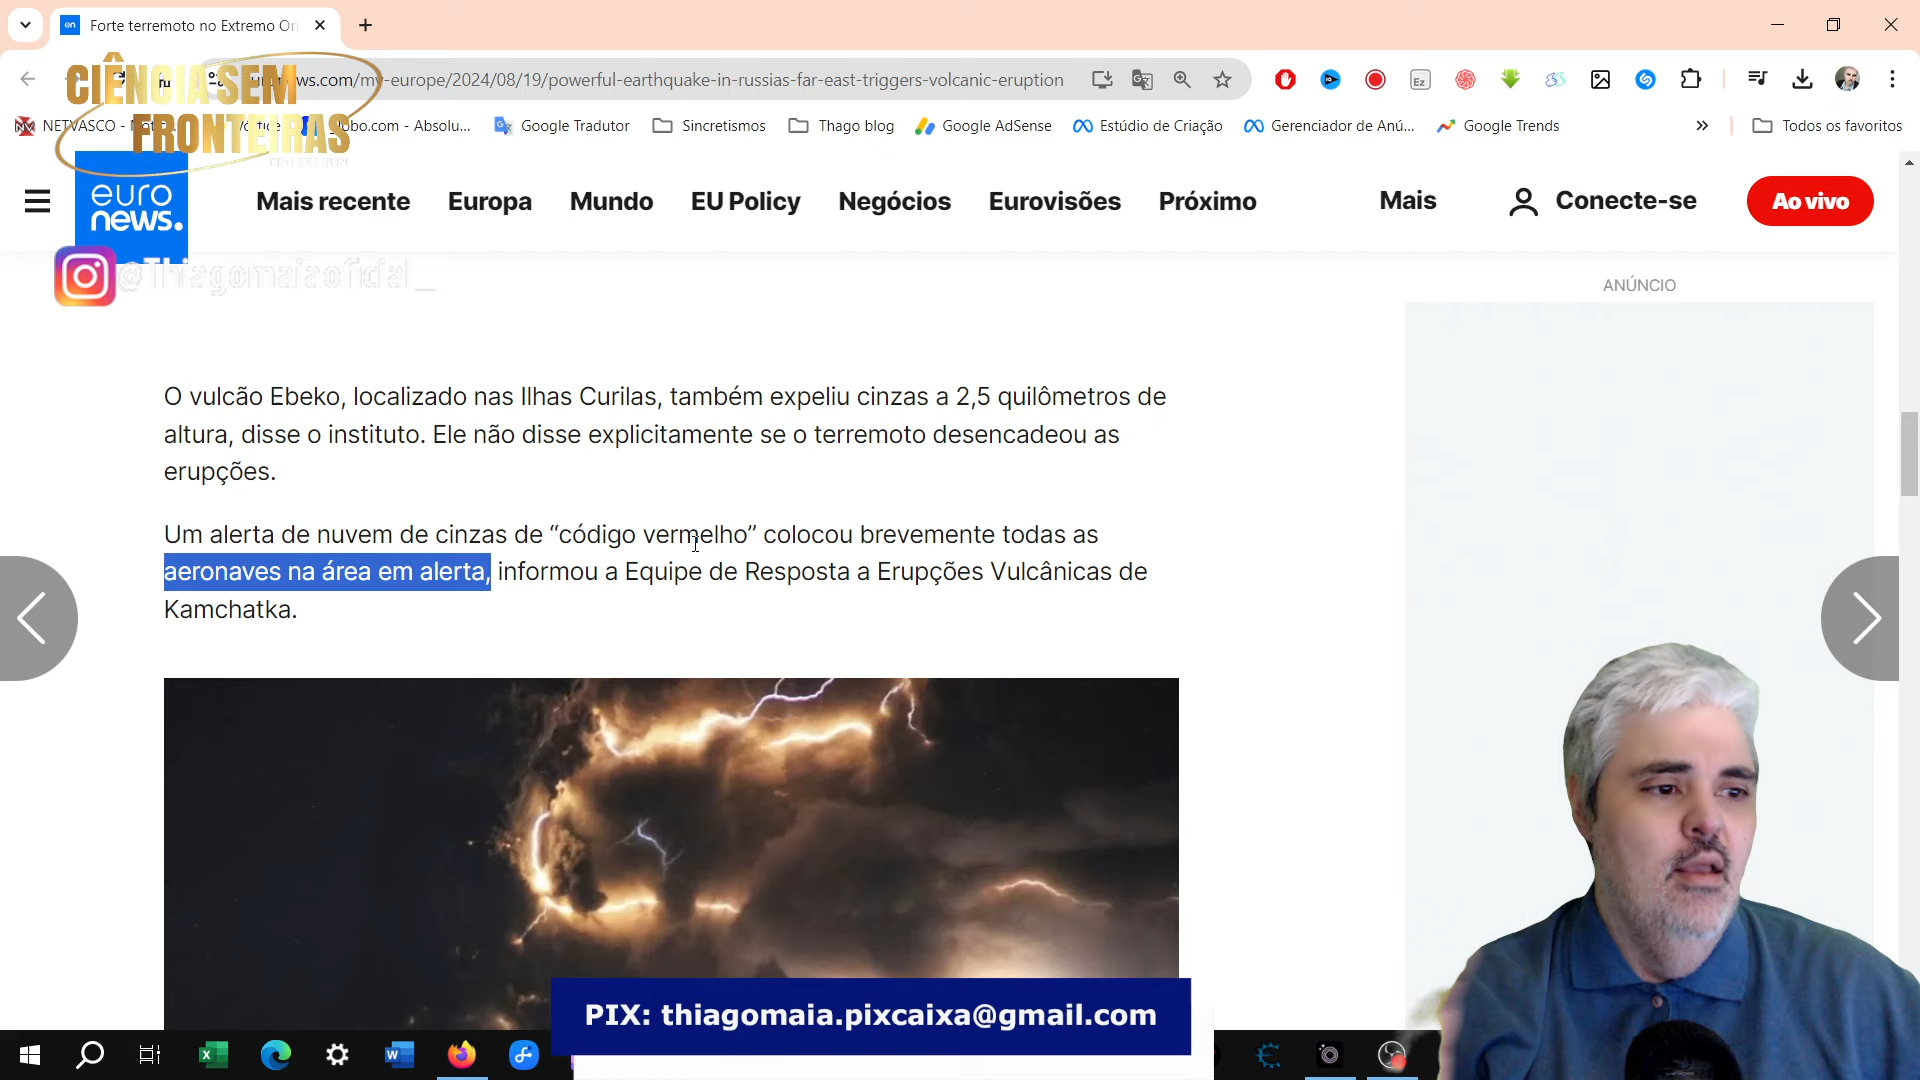 Forte terremoto no Extremo Ori
CIÊNCIA SEM
FRONTEIRAS
ws.com/my-europe/2024/08/19/powerful-earthquake-in-russias-far-east-triggers-volcanic-eruption
NETVASCO - Not
globo.com - Absolu...
Google Tradutor
Sincretismos
Thago blog
Google AdSense
Estúdio de Criação
Gerenciador de Anú...
Google Trends
Todos os favoritos
euro
news.
Mais recente
Europa
Mundo
EU Policy
Negócios
Eurovisões
Próximo
Mais
Conecte-se
Ao vivo
@Thiagomaiaoficial_
ANÚNCIO
O vulcão Ebeko, localizado nas Ilhas Curilas, também expeliu cinzas a 2,5 quilômetros de
altura, disse o instituto. Ele não disse explicitamente se o terremoto desencadeou as
erupções.
Um alerta de nuvem de cinzas de “código vermelho” colocou brevemente todas as
aeronaves na área em alerta, informou a Equipe de Resposta a Erupções Vulcânicas de
Kamchatka.
PIX: thiagomaia.pixcaixa@gmail.com